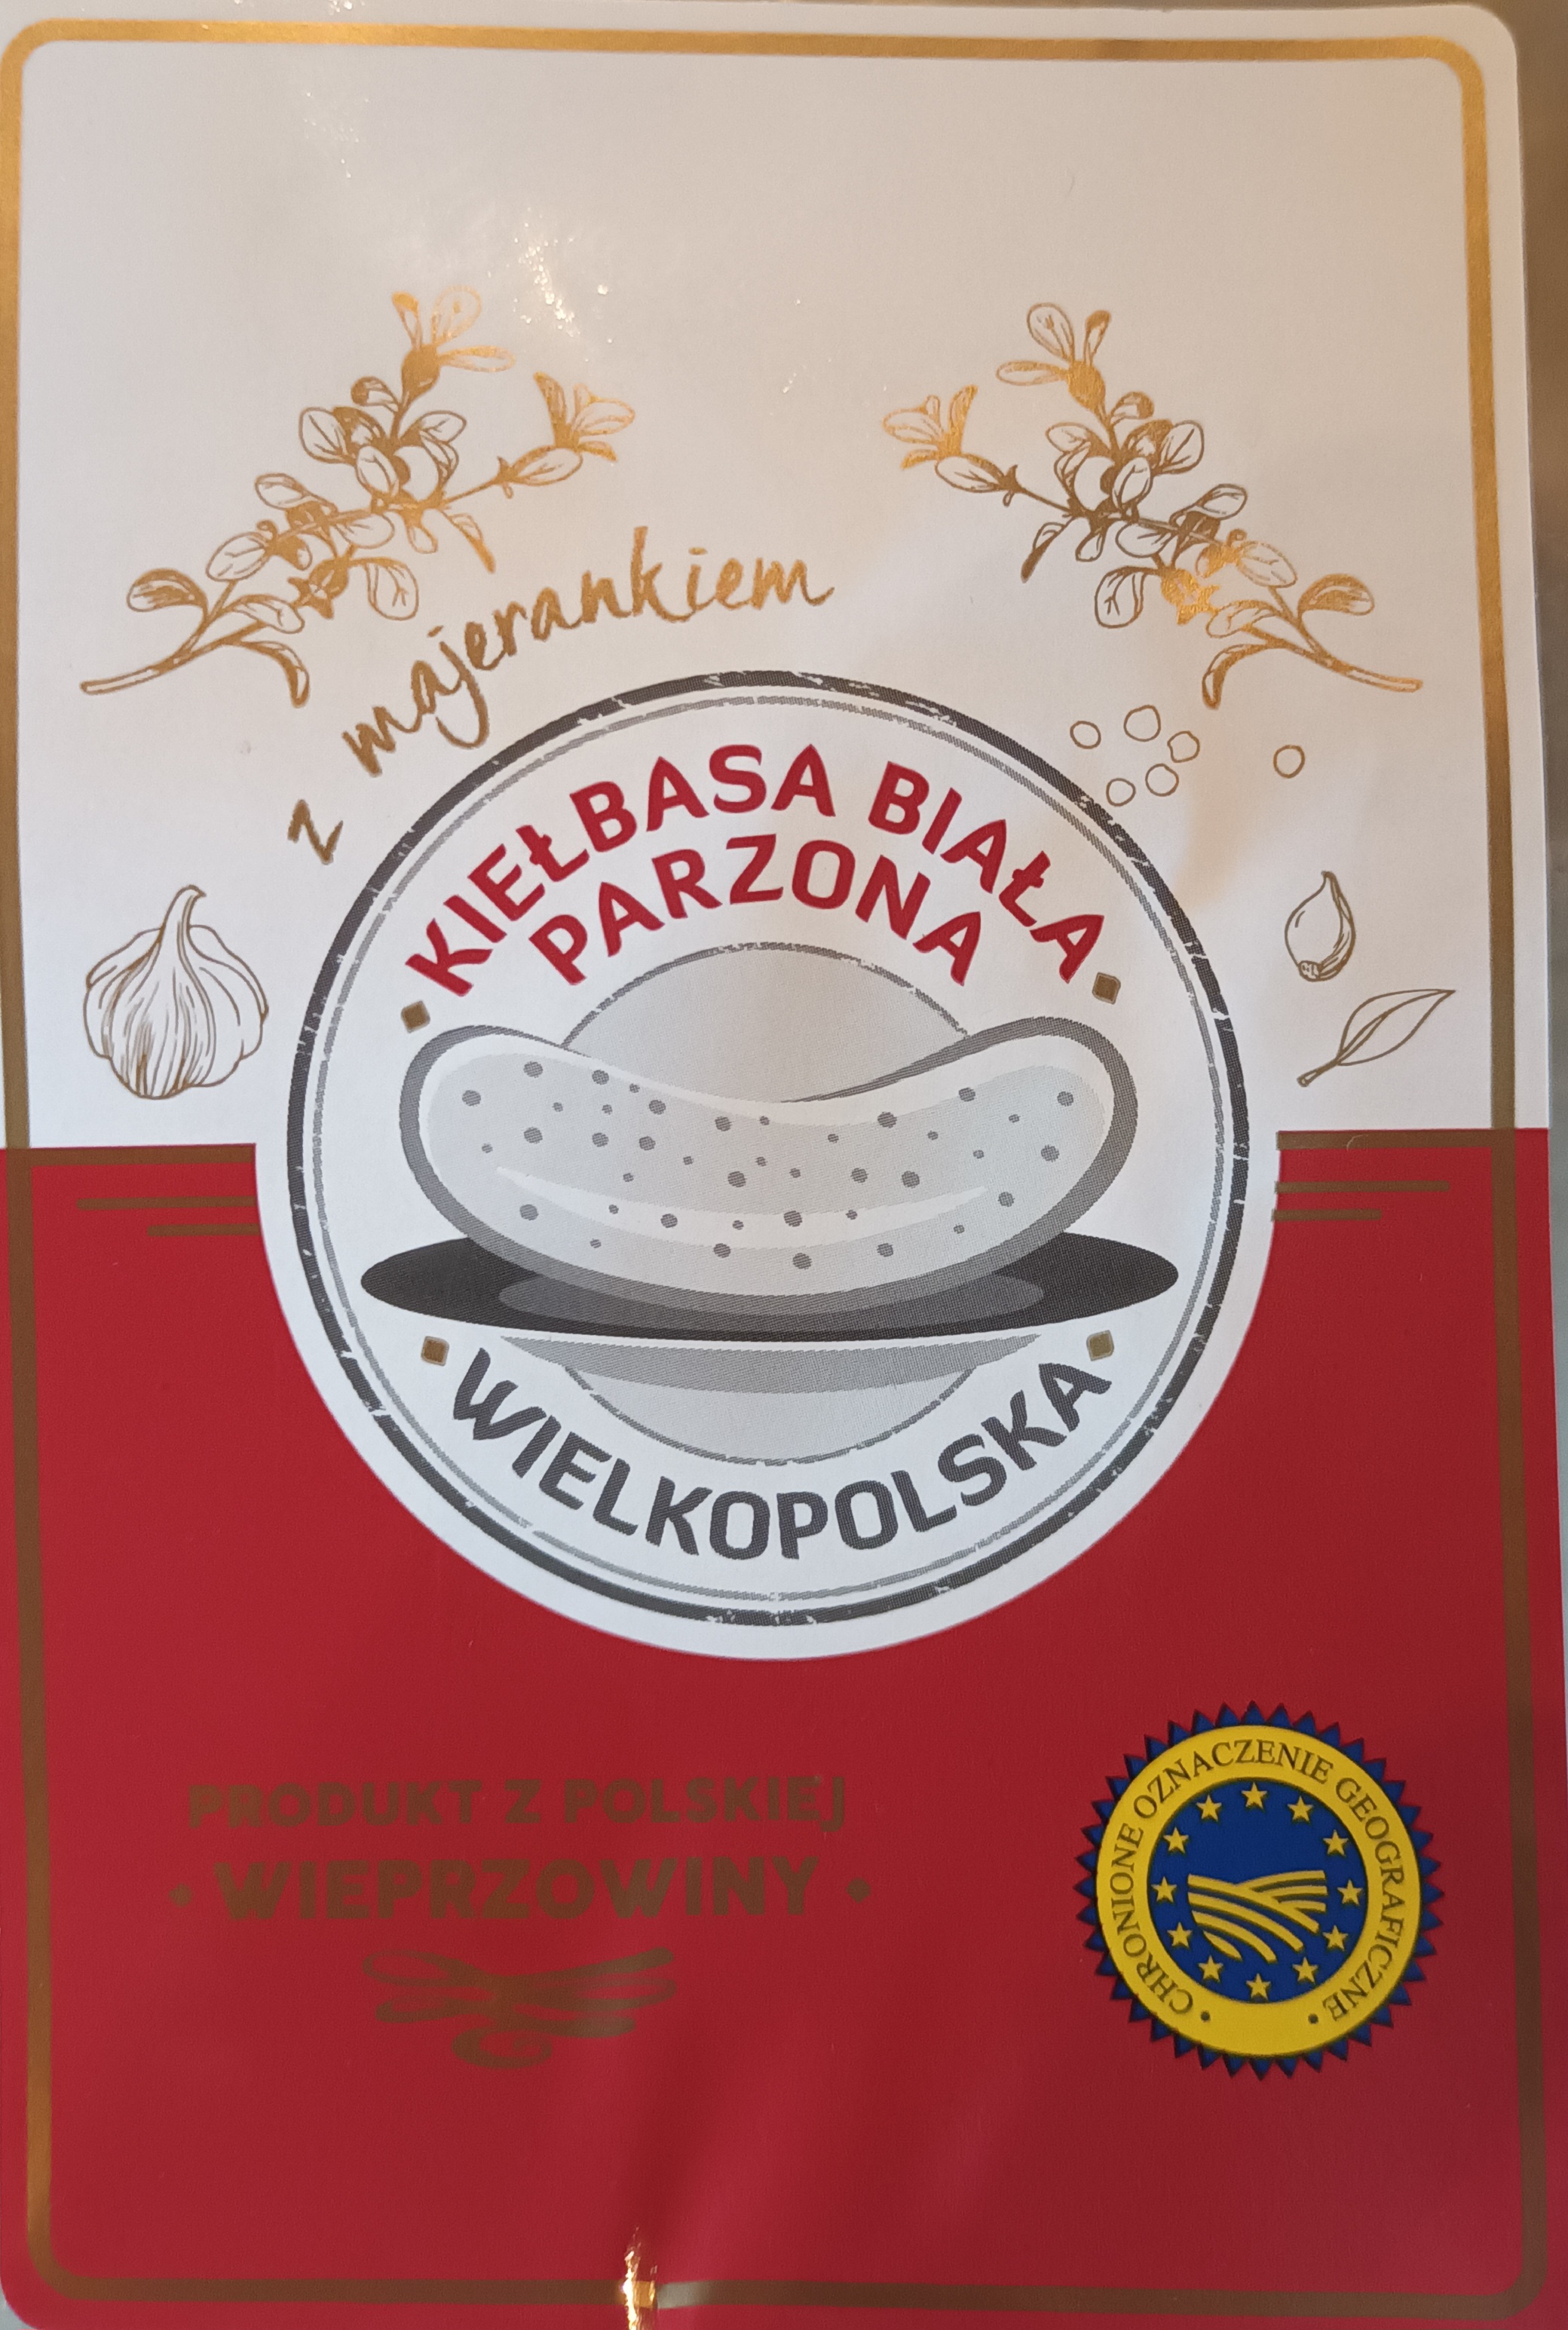 z majerankiem
KIEŁBASA BIAŁA
PARZONA
WIELKOPOLSKA
PRODUKT Z POLSKIEJ
• WIEPRZOWINY •
• CHRONIONE OZNACZENIE GEOGRAFICZNE •